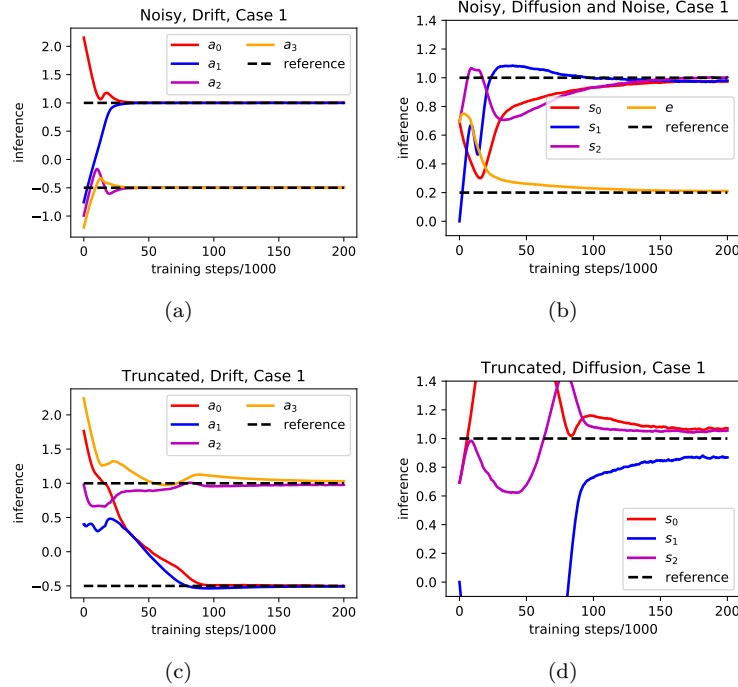 Noisy, Drift, Case 1
2.0
1.5
1.0
0.5
0.0
−0.5
−1.0
inference
a0 a3
a1 reference
a2
0 50 100 150 200
training steps/1000
(a)
Noisy, Diffusion and Noise, Case 1
1.4
1.2
1.0
0.8
0.6
0.4
0.2
0.0
inference
s0 e
s1 reference
s2
0 50 100 150 200
training steps/1000
(b)
Truncated, Drift, Case 1
2.0
1.5
1.0
0.5
0.0
−0.5
inference
a0 a3
a1 reference
a2
0 50 100 150 200
training steps/1000
(c)
Truncated, Diffusion, Case 1
1.4
1.2
1.0
0.8
0.6
0.4
0.2
0.0
inference
s0
s1
s2
reference
0 50 100 150 200
training steps/1000
(d)